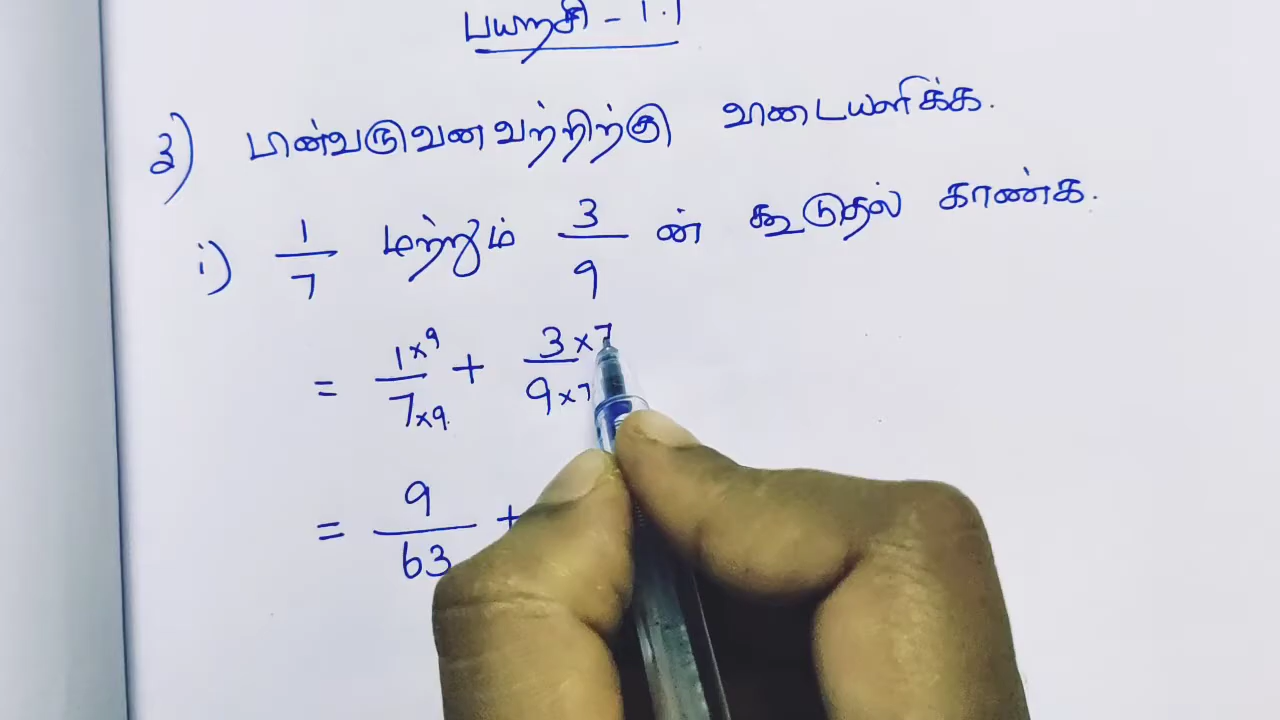 பயிற்சி - 1.1
3) பின்வருவனவற்றிற்கு விடையளிக்க.
i) 1/7 மற்றும் 3/9 ன் கூடுதல் காண்க.
= 1×9/7×9 + 3×7/9×7
= 9/63 +